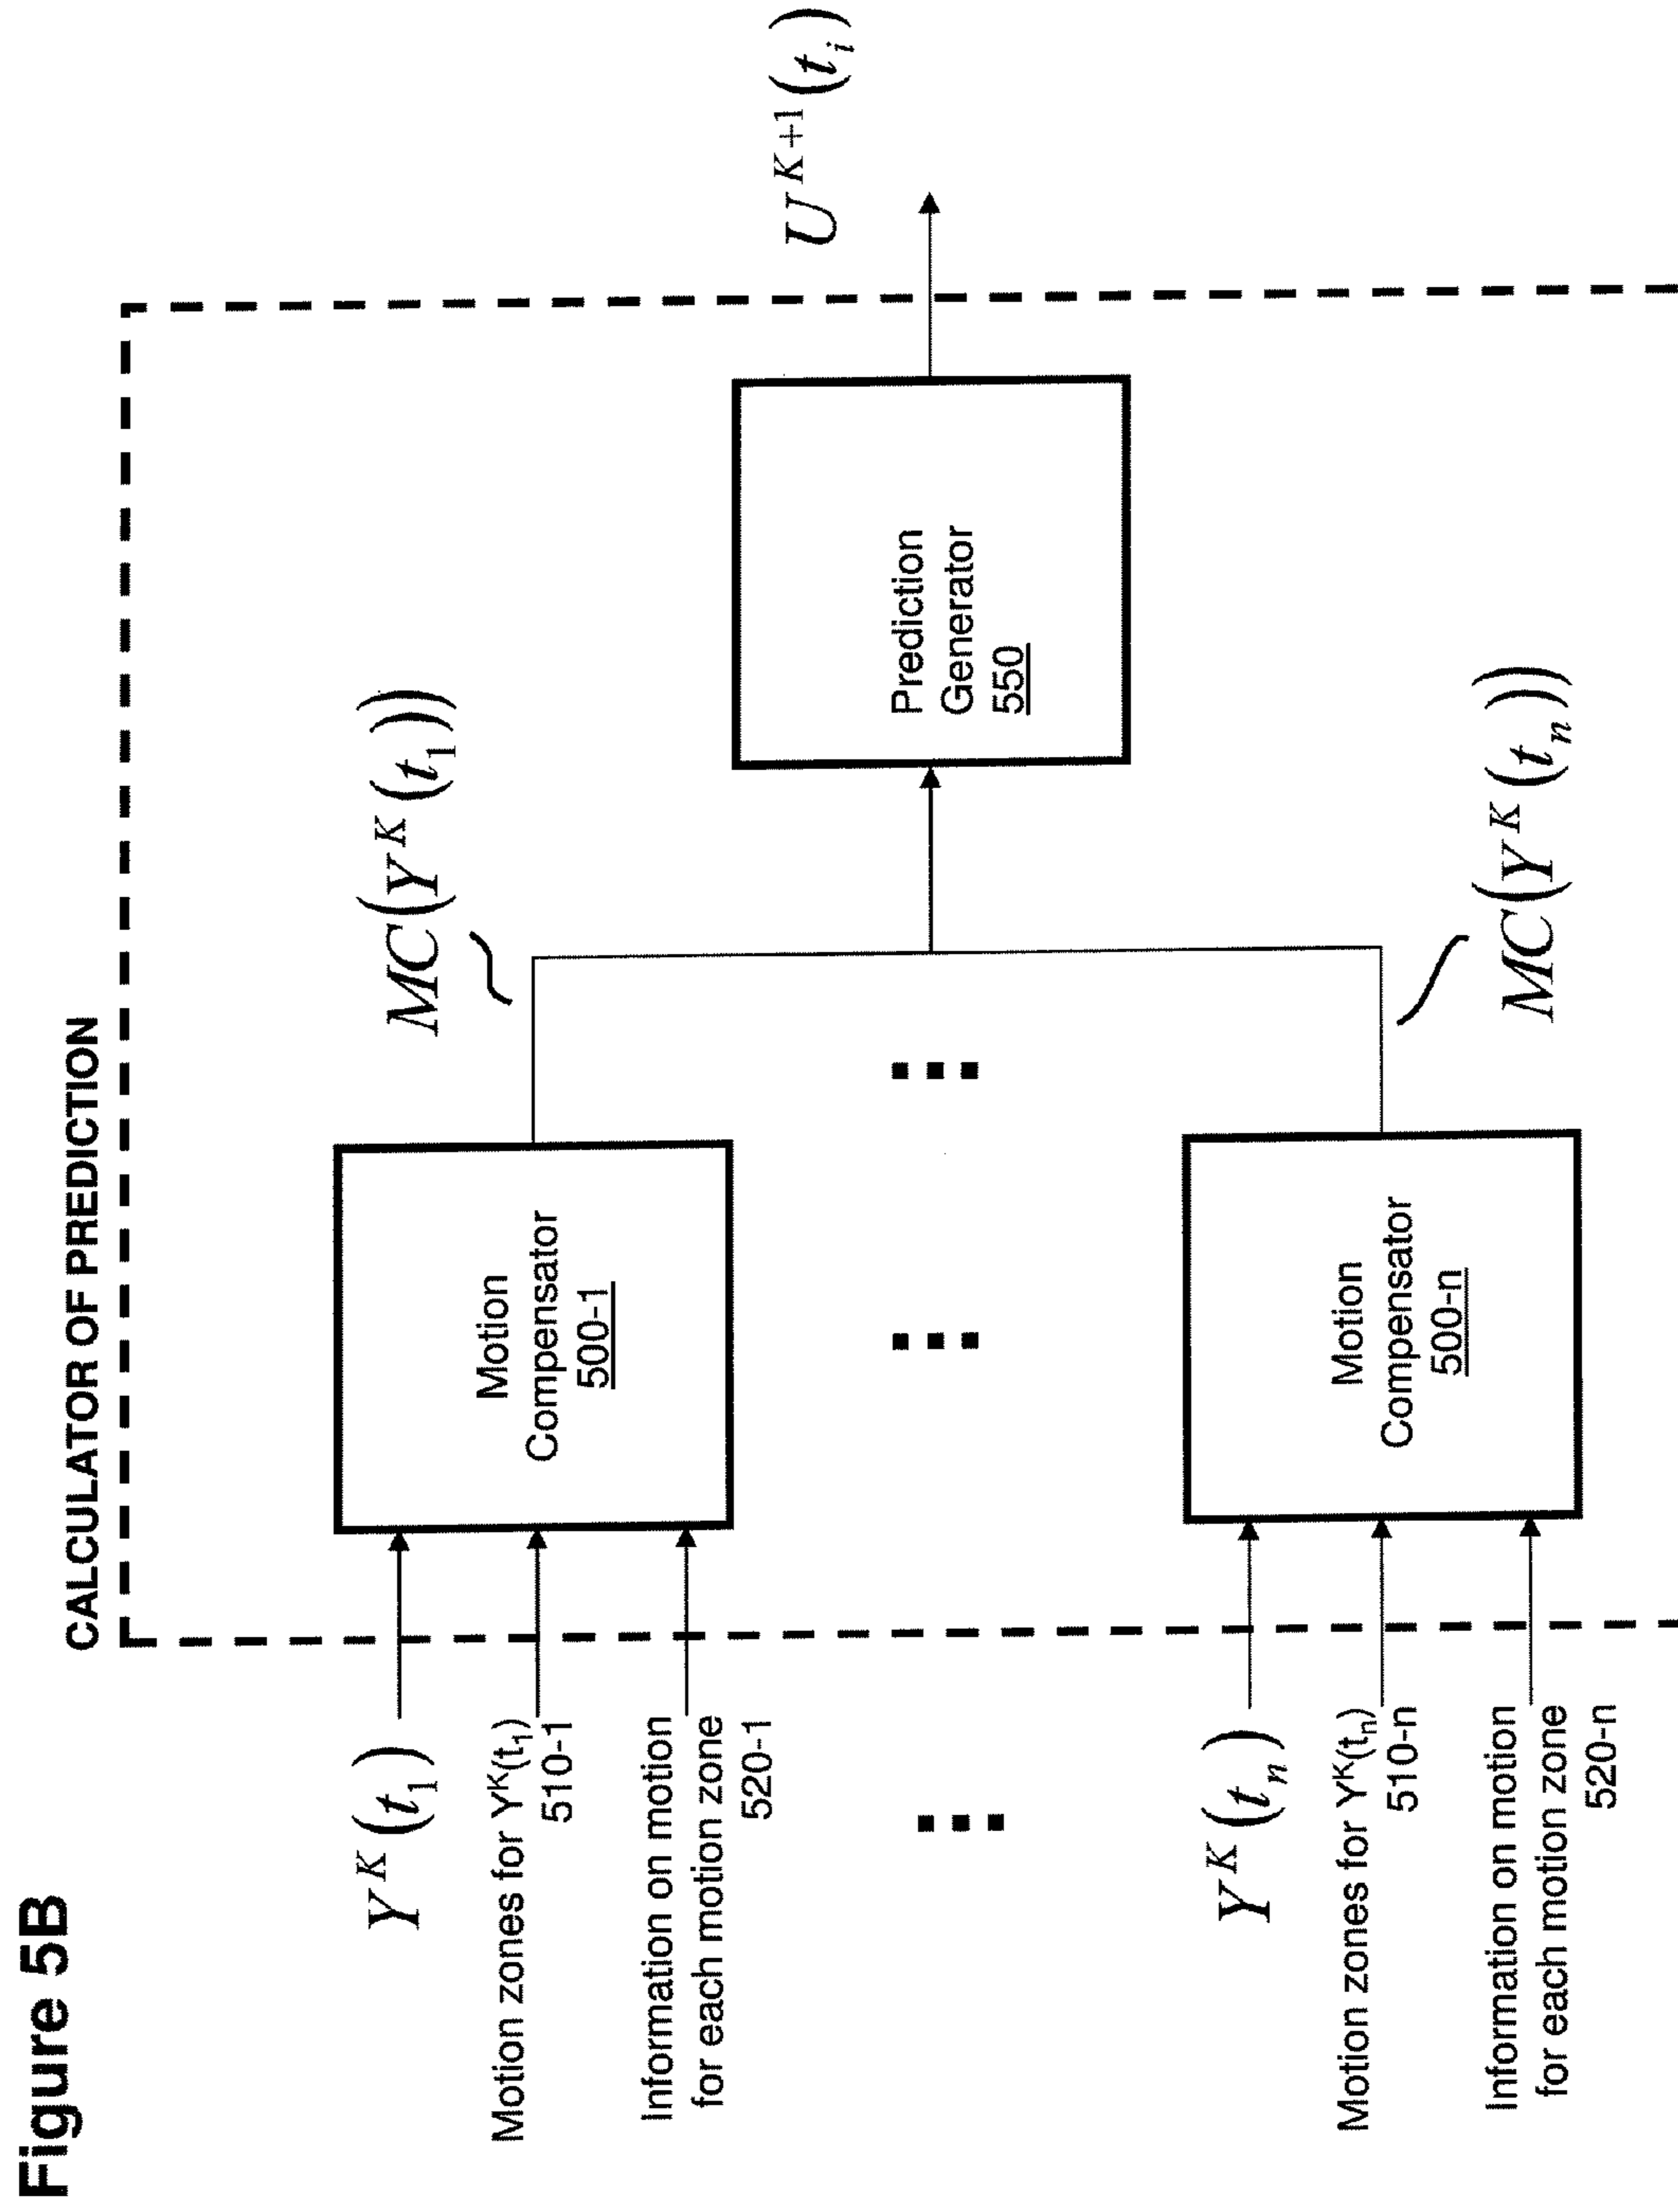 Figure 5B
CALCULATOR OF PREDICTION
Y^K(t_1)
Motion zones for Y^K(t_1)
510-1
Information on motion
for each motion zone
520-1
Motion
Compensator
500-1
MC(Y^K(t_1))
Prediction
Generator
550
U^{K+1}(t_i)
Y^K(t_n)
Motion zones for Y^K(t_n)
510-n
Information on motion
for each motion zone
520-n
Motion
Compensator
500-n
MC(Y^K(t_n))